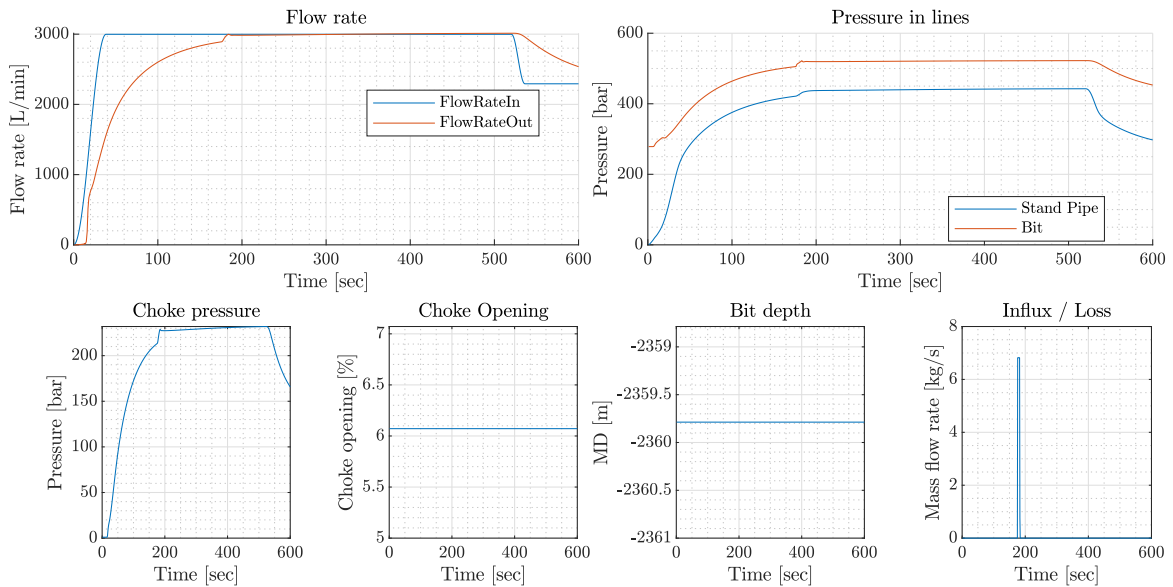 Flow rate
Flow rate [L/min]
3000
2000
1000
0
0 100 200 300 400 500 600
Time [sec]
FlowRateIn
FlowRateOut
Pressure in lines
Pressure [bar]
600
400
200
0
0 100 200 300 400 500 600
Time [sec]
Stand Pipe
Bit
Choke pressure
Pressure [bar]
200
150
100
50
0
0 200 400 600
Time [sec]
Choke Opening
Choke opening [%]
7
6.5
6
5.5
5
0 200 400 600
Time [sec]
Bit depth
MD [m]
-2359
-2359.5
-2360
-2360.5
-2361
0 200 400 600
Time [sec]
Influx / Loss
Mass flow rate [kg/s]
8
6
4
2
0
0 200 400 600
Time [sec]